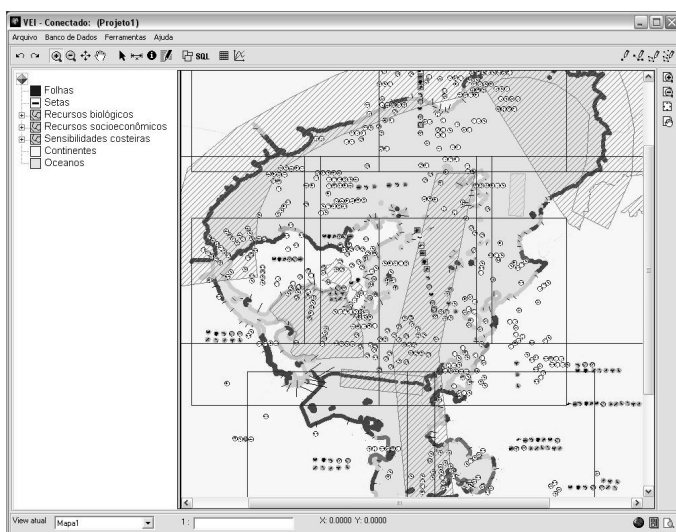 VEI - Conectado: (Projeto1)
Arquivo Banco de Dados Ferramentas Ajuda
SQL
Folhas
Setas
Recursos biológicos
Recursos socioeconômicos
Sensibilidades costeiras
Continentes
Oceanos
View atual Mapa1 1 : X: 0.0000 Y: 0.0000